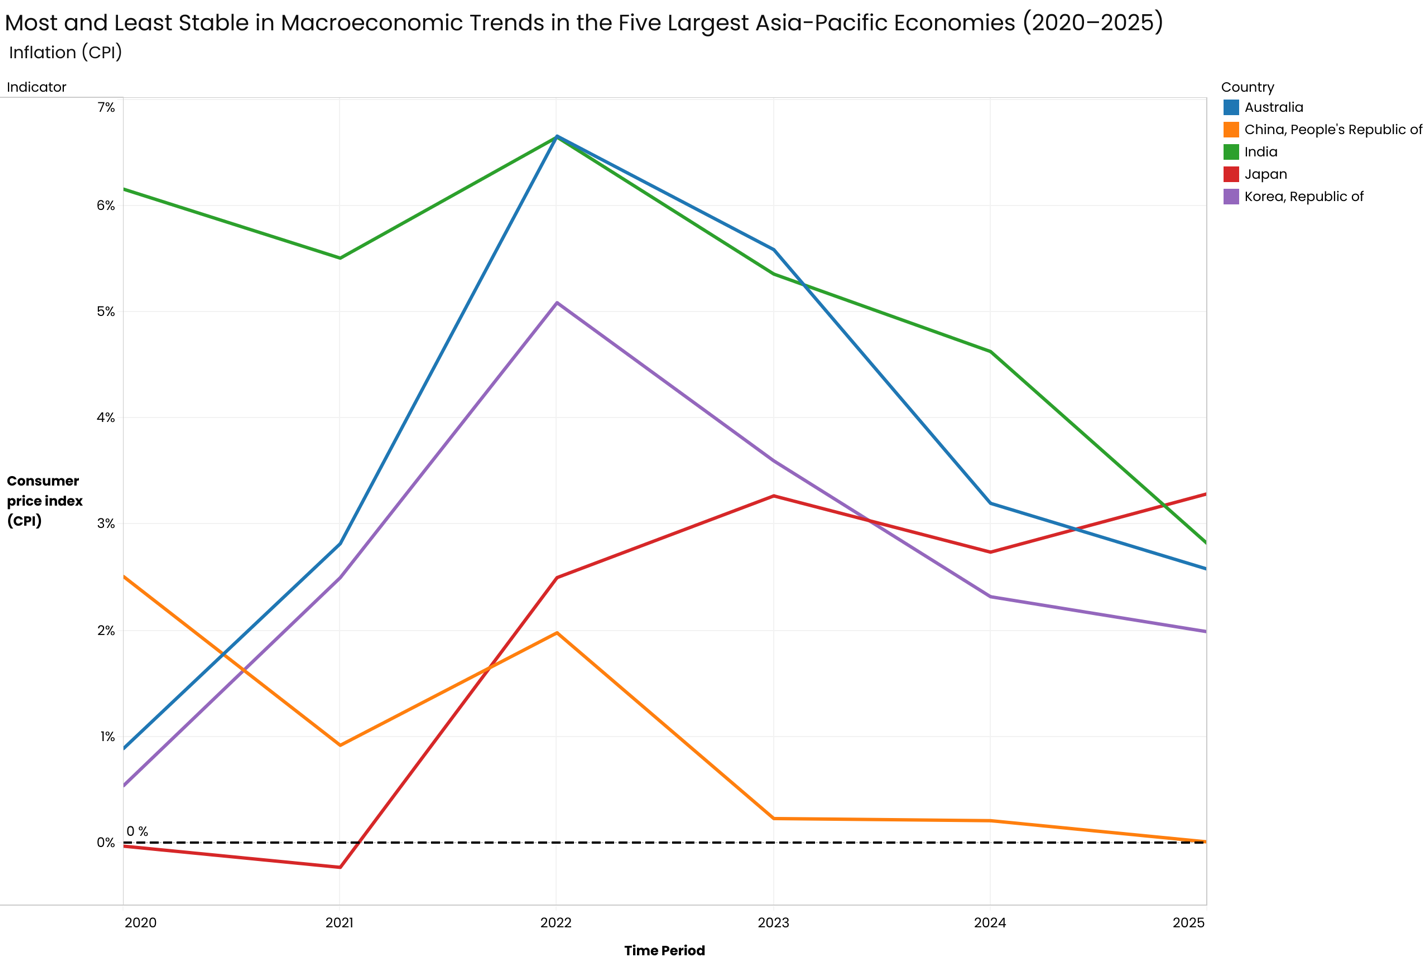 Most and Least Stable in Macroeconomic Trends in the Five Largest Asia-Pacific Economies (2020–2025)
Inflation (CPI)
Indicator
Country
Australia
China, People's Republic of
India
Japan
Korea, Republic of
7%
6%
5%
4%
3%
2%
1%
0%
0 %
Consumer
price index
(CPI)
2020
2021
2022
2023
2024
2025
Time Period